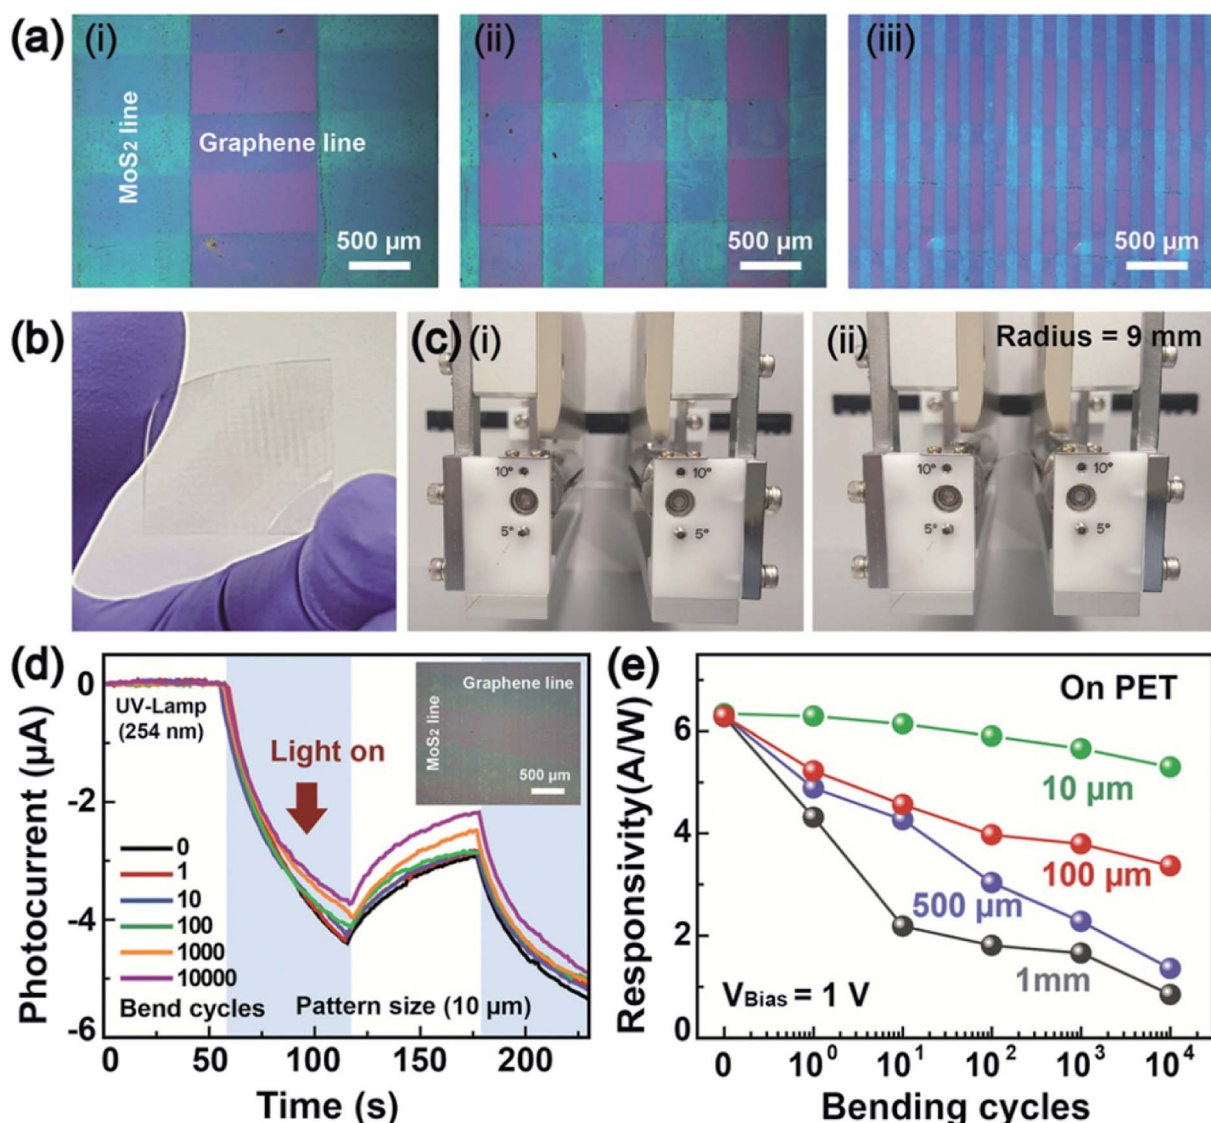 (a)
(i)
MoS2 line
Graphene line
500 µm
(ii)
500 µm
(iii)
500 µm
(b)
(c)
(i)
10°
10°
5°
5°
(ii)
Radius = 9 mm
10°
10°
5°
5°
(d)
Photocurrent (µA)
0
-2
-4
-6
UV-Lamp
(254 nm)
Light on
Graphene line
MoS2 line
500 µm
0
1
10
100
1000
10000
Bend cycles
Pattern size (10 µm)
0 50 100 150 200
Time (s)
(e)
Responsivity(A/W)
6
4
2
0
On PET
10 µm
100 µm
500 µm
1mm
VBias = 1 V
0 10⁰ 10¹ 10² 10³ 10⁴
Bending cycles